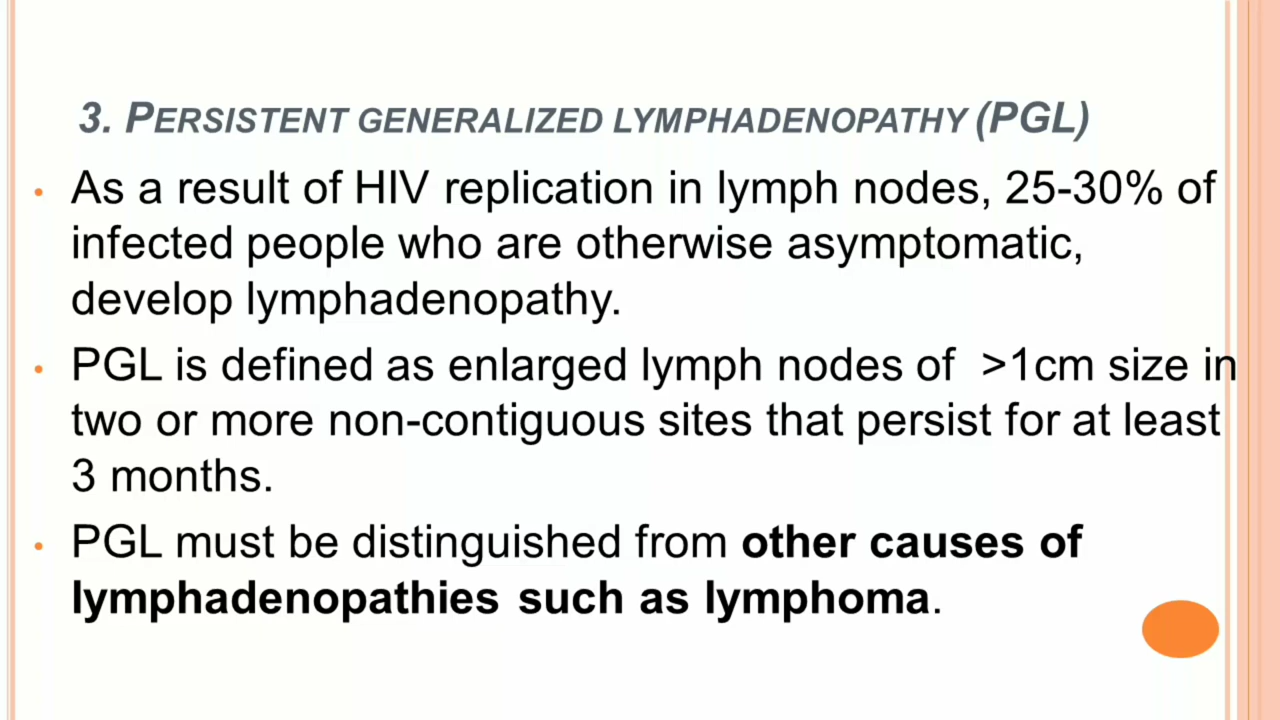 3. PERSISTENT GENERALIZED LYMPHADENOPATHY (PGL)
• As a result of HIV replication in lymph nodes, 25-30% of
infected people who are otherwise asymptomatic,
develop lymphadenopathy.
• PGL is defined as enlarged lymph nodes of >1cm size in
two or more non-contiguous sites that persist for at least
3 months.
• PGL must be distinguished from other causes of
lymphadenopathies such as lymphoma.